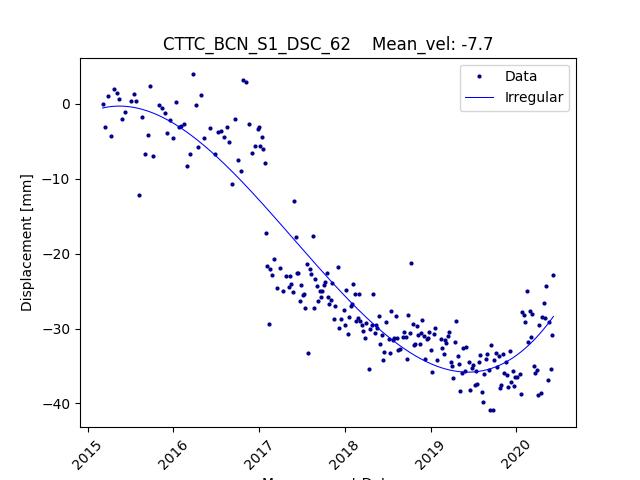 CTTC_BCN_S1_DSC_62    Mean_vel: -7.7
Data
Irregular
Displacement [mm]
0
−10
−20
−30
−40
2015
2016
2017
2018
2019
2020